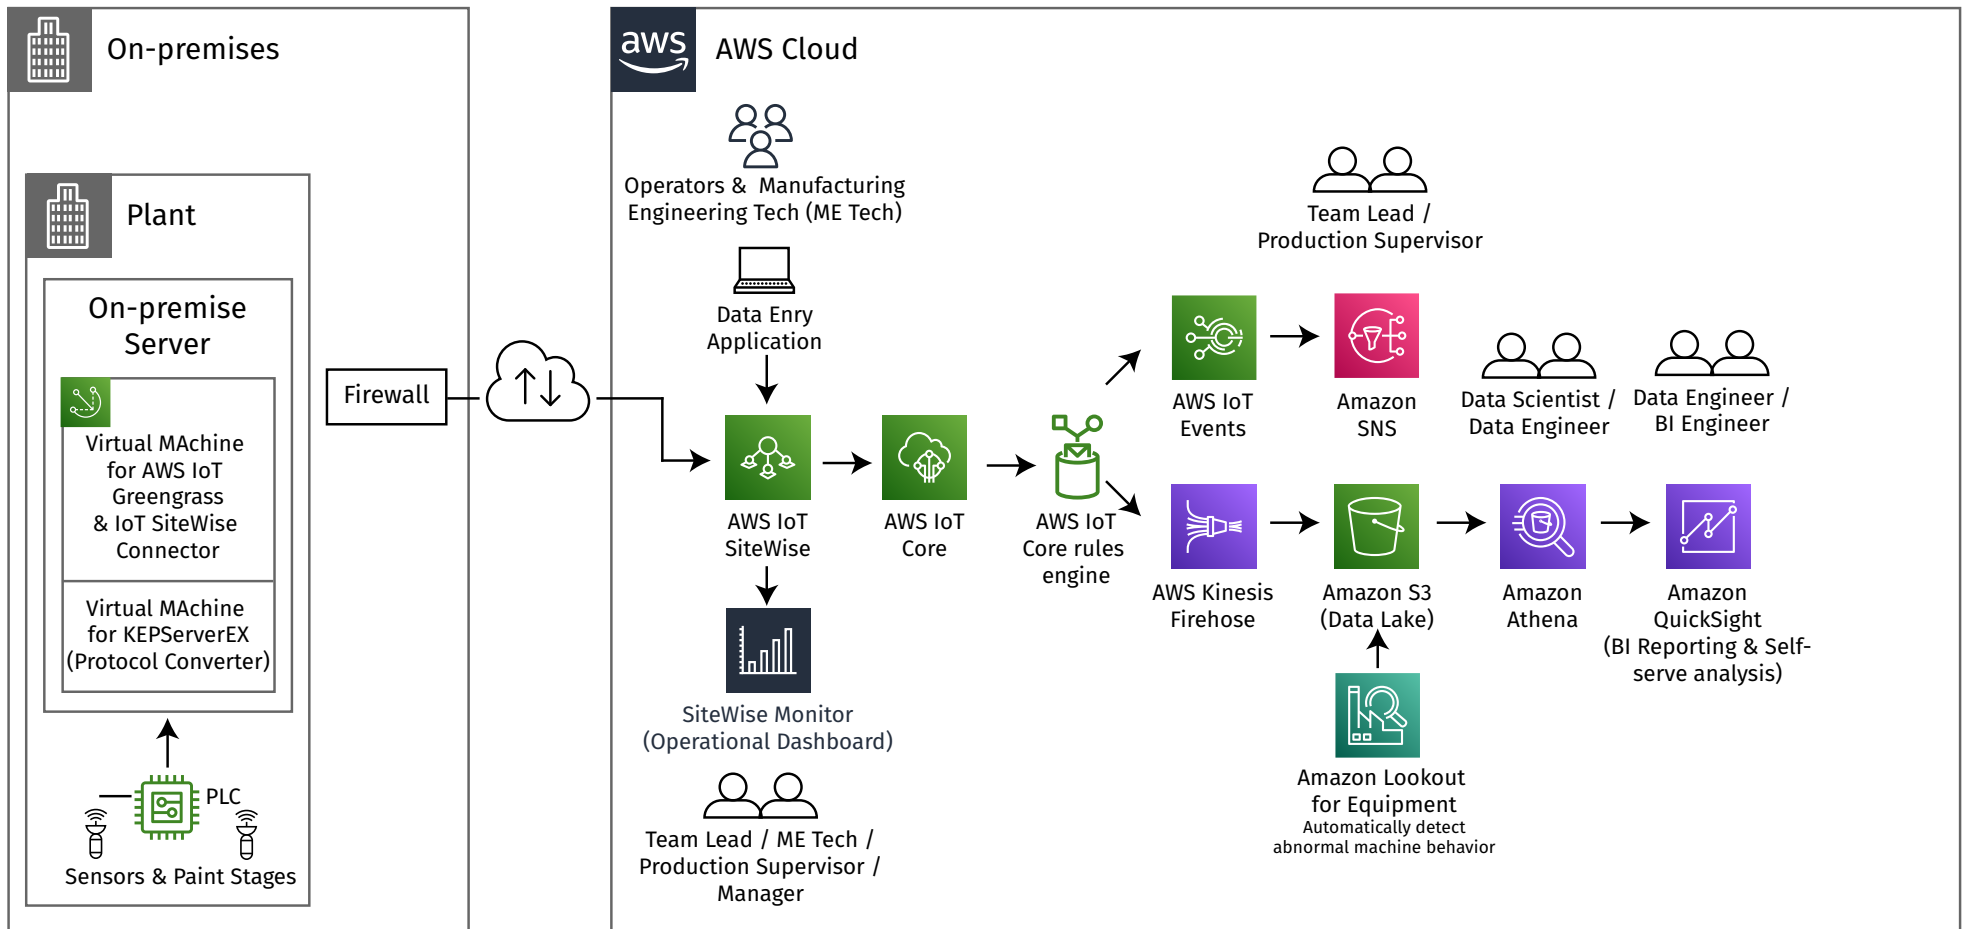 On-premises
Plant
On-premise
Server
Virtual MAchine
for AWS IoT
Greengrass
& IoT SiteWise
Connector
Virtual MAchine
for KEPServerEX
(Protocol Converter)
PLC
Sensors & Paint Stages
Firewall
aws
AWS Cloud
Operators & Manufacturing
Engineering Tech (ME Tech)
Data Enry
Application
AWS IoT
SiteWise
SiteWise Monitor
(Operational Dashboard)
Team Lead / ME Tech /
Production Supervisor /
Manager
AWS IoT
Core
AWS IoT
Core rules
engine
Team Lead /
Production Supervisor
AWS IoT
Events
Amazon
SNS
Data Scientist /
Data Engineer
Data Engineer /
BI Engineer
AWS Kinesis
Firehose
Amazon S3
(Data Lake)
Amazon
Athena
Amazon
QuickSight
(BI Reporting & Self-
serve analysis)
Amazon Lookout
for Equipment
Automatically detect
abnormal machine behavior